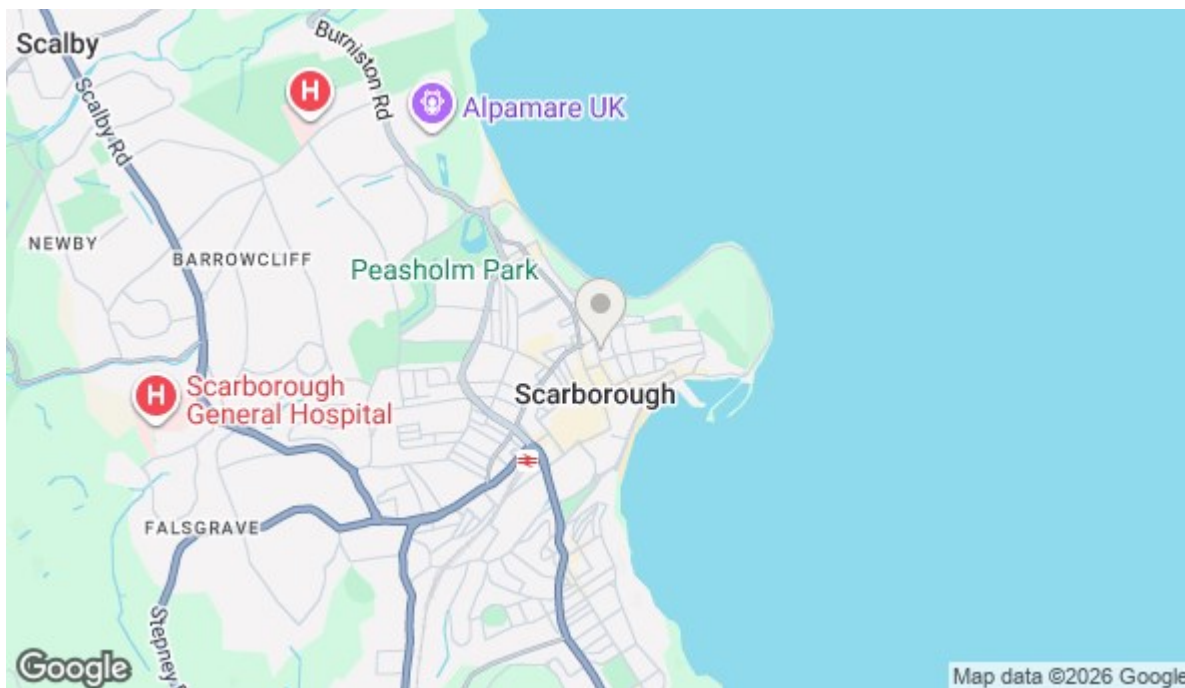 Scalby
Burniston Rd
H
Scalby Rd
Alpamare UK
NEWBY
BARROWCLIFF
Peasholm Park
Scarborough
H
Scarborough
General Hospital
FALSGRAVE
Stepney
Google
Map data ©2026 Google